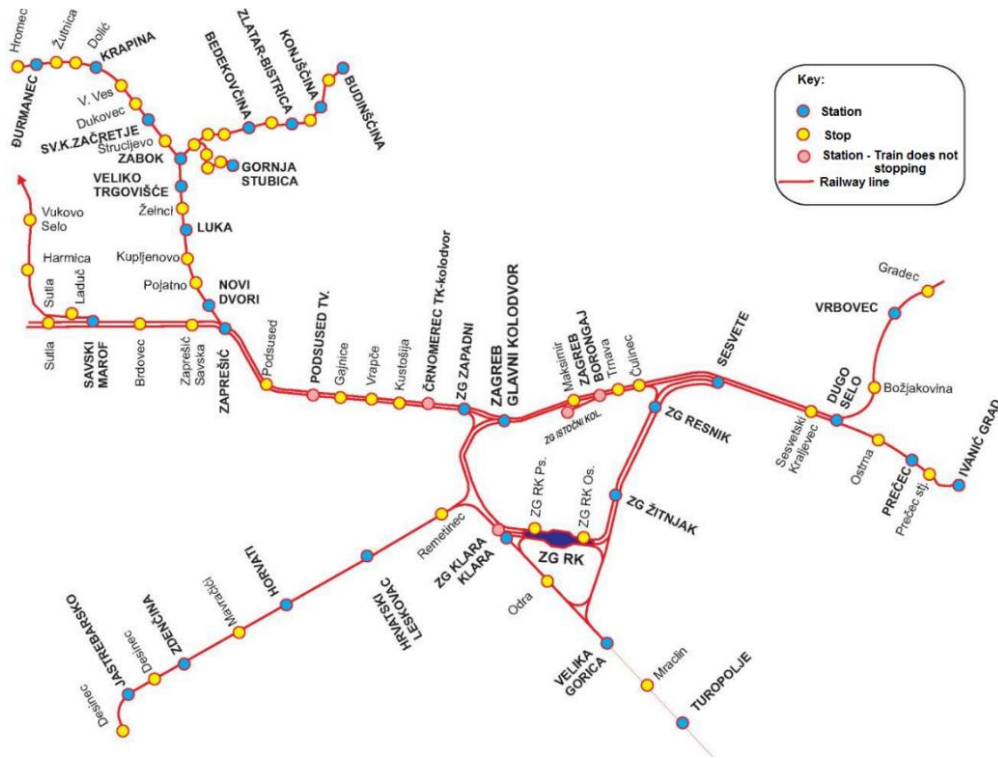 Hromec
Žutnica
Dolić
KRAPINA
ĐURMANEC
V. Ves
Dukovec
SV.K.ZAČRETJE
Strucljevo
ZABOK
VELIKO
TRGOVIŠĆE
BEDEKOVČINA
ZLATAR-BISTRICA
KONJŠČINA
BUDINŠČINA
GORNJA
STUBICA
Key:
Station
Stop
Station - Train does not
stopping
Railway line
Vukovo
Selo
Harmica
Sutla
Laduč
Želnci
LUKA
Kupljenovo
Pojatno
NOVI
DVORI
Sutla
SAVSKI
MAROF
Brdovec
Zaprešić
Savska
ZAPREŠIĆ
Podsused
PODSUSED TV.
Gajnice
Vrapče
Kustošija
ČRNOMEREC TK-kolodvor
ZG ZAPADNI
ZAGREB
GLAVNI KOLODVOR
Maksimir
ZAGREB
BORONGAJ
Trnava
Čulinec
ZG ISTOČNI KOL.
SESVETE
ZG RESNIK
Gradec
VRBOVEC
Božjakovina
DUGO
SELO
Sesvetski
Kraljevec
Ostrna
PREČEC
Prečec stj.
IVANIĆ GRAD
ZG ŽITNJAK
ZG RK Ps.
ZG RK Os.
ZG RK
Remetinec
ZG KLARA
KLARA
Odra
HRVATSKI
LESKOVAC
HORVATI
Mavračići
ZDENČINA
Desinec
JASTREBARSKO
Desinec
VELIKA
GORICA
Mraclin
TUROPOLJE